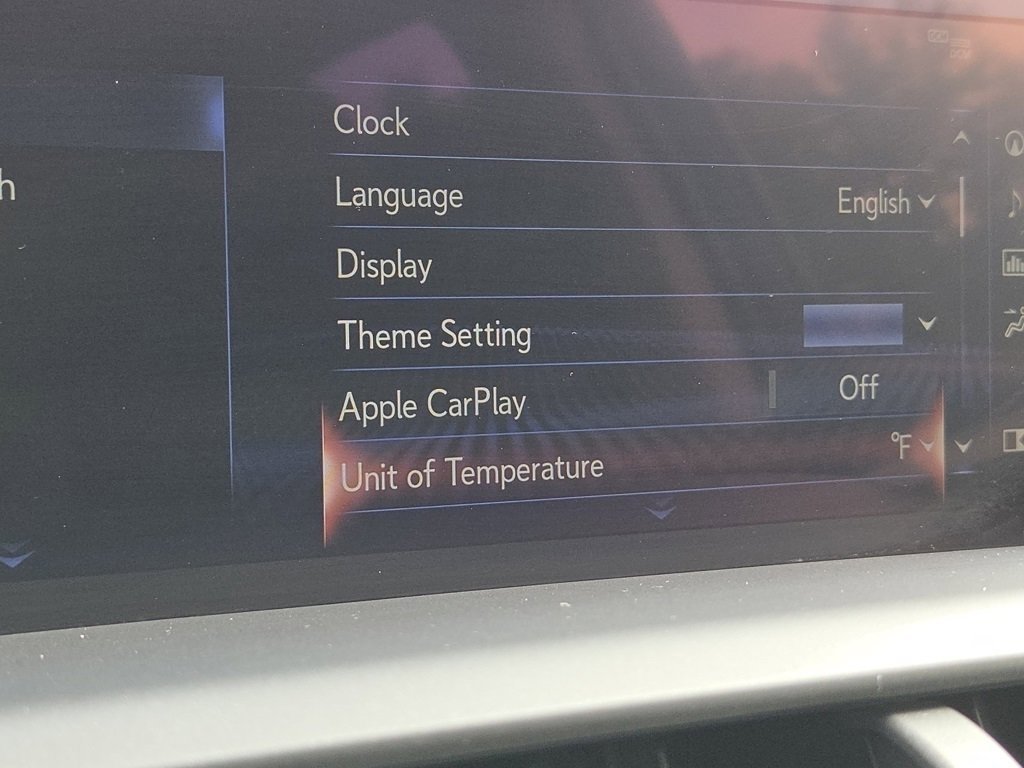 h
Clock
Language English
Display
Theme Setting
Apple CarPlay Off
Unit of Temperature °F